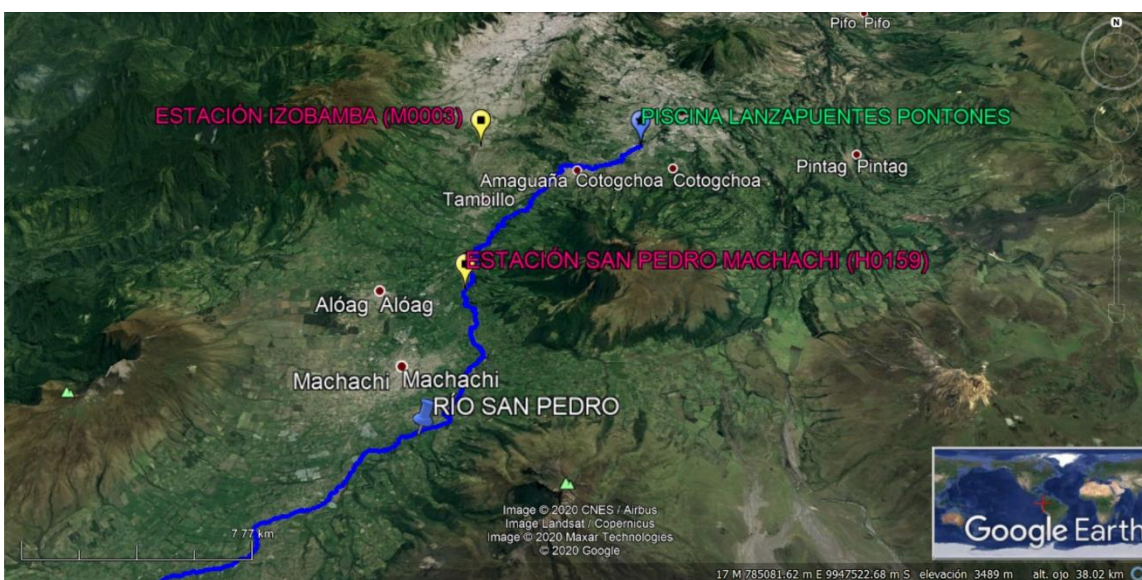 Pifo Pifo
N
ESTACIÓN IZOBAMBA (M0003)
PISCINA LANZAPUENTES PONTONES
Pintag Pintag
Amaguaña Cotogchoa Cotogchoa
Tambillo
ESTACIÓN SAN PEDRO MACHACHI (H0159)
Alóag Alóag
Machachi Machachi
RÍO SAN PEDRO
7.77 km
Image © 2020 CNES / Airbus
Image Landsat / Copernicus
Image © 2020 Maxar Technologies
© 2020 Google
Google Earth
17 M 785081.62 m E 9947522.68 m S elevación 3489 m alt. ojo 38.02 km